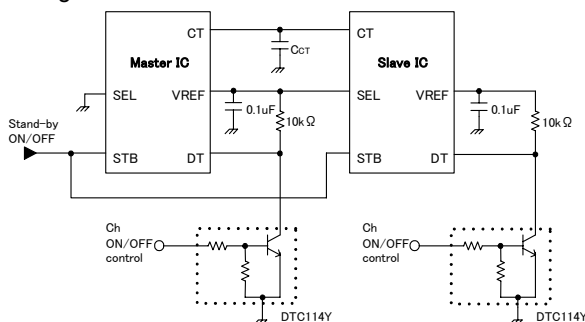 CT
CCT
CT
Master IC
Slave IC
SEL
VREF
SEL
VREF
0.1uF
10kΩ
0.1uF
10kΩ
Stand-by
ON/OFF
STB
DT
STB
DT
Ch
ON/OFF
control
Ch
ON/OFF
control
DTC114Y
DTC114Y